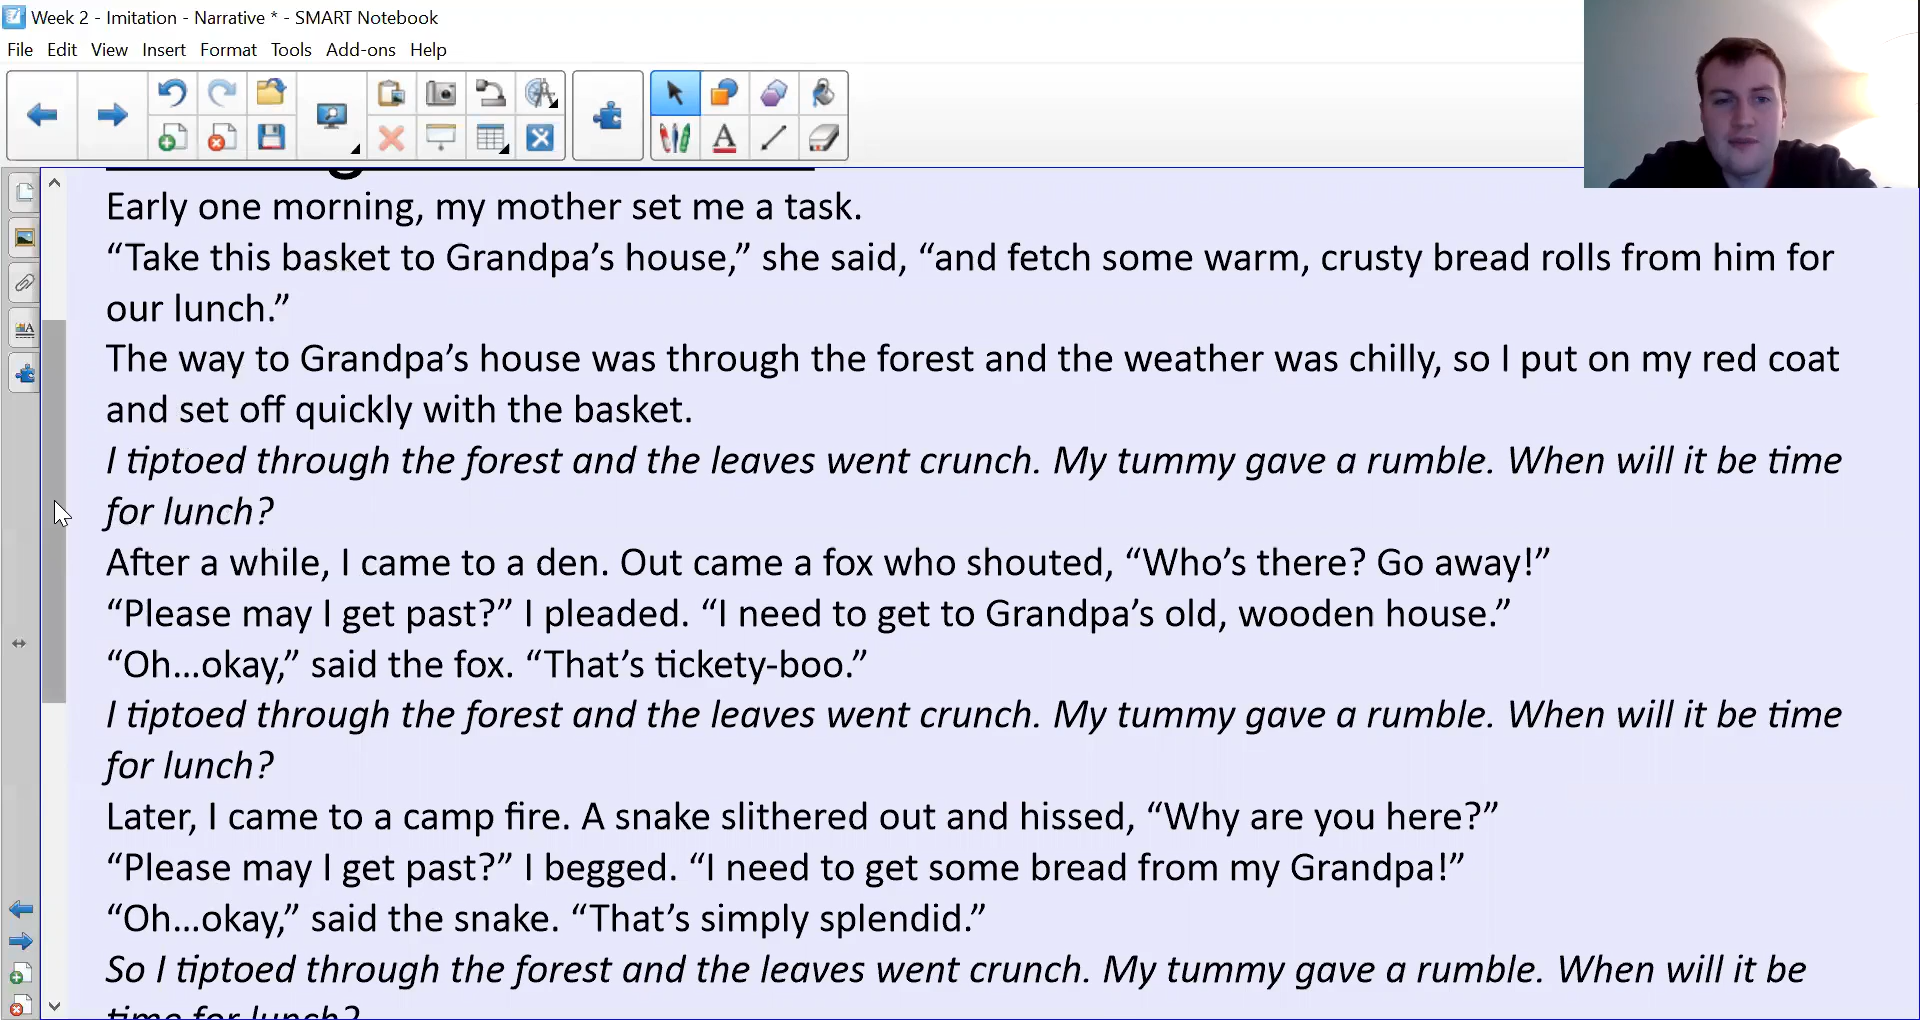 Week 2 - Imitation - Narrative * - SMART Notebook
File Edit View Insert Format Tools Add-ons Help
Early one morning, my mother set me a task.
“Take this basket to Grandpa’s house,” she said, “and fetch some warm, crusty bread rolls from him for
our lunch.”
The way to Grandpa’s house was through the forest and the weather was chilly, so I put on my red coat
and set off quickly with the basket.
I tiptoed through the forest and the leaves went crunch. My tummy gave a rumble. When will it be time
for lunch?
After a while, I came to a den. Out came a fox who shouted, “Who’s there? Go away!”
“Please may I get past?” I pleaded. “I need to get to Grandpa’s old, wooden house.”
“Oh…okay,” said the fox. “That’s tickety-boo.”
I tiptoed through the forest and the leaves went crunch. My tummy gave a rumble. When will it be time
for lunch?
Later, I came to a camp fire. A snake slithered out and hissed, “Why are you here?”
“Please may I get past?” I begged. “I need to get some bread from my Grandpa!”
“Oh…okay,” said the snake. “That’s simply splendid.”
So I tiptoed through the forest and the leaves went crunch. My tummy gave a rumble. When will it be
time for lunch?